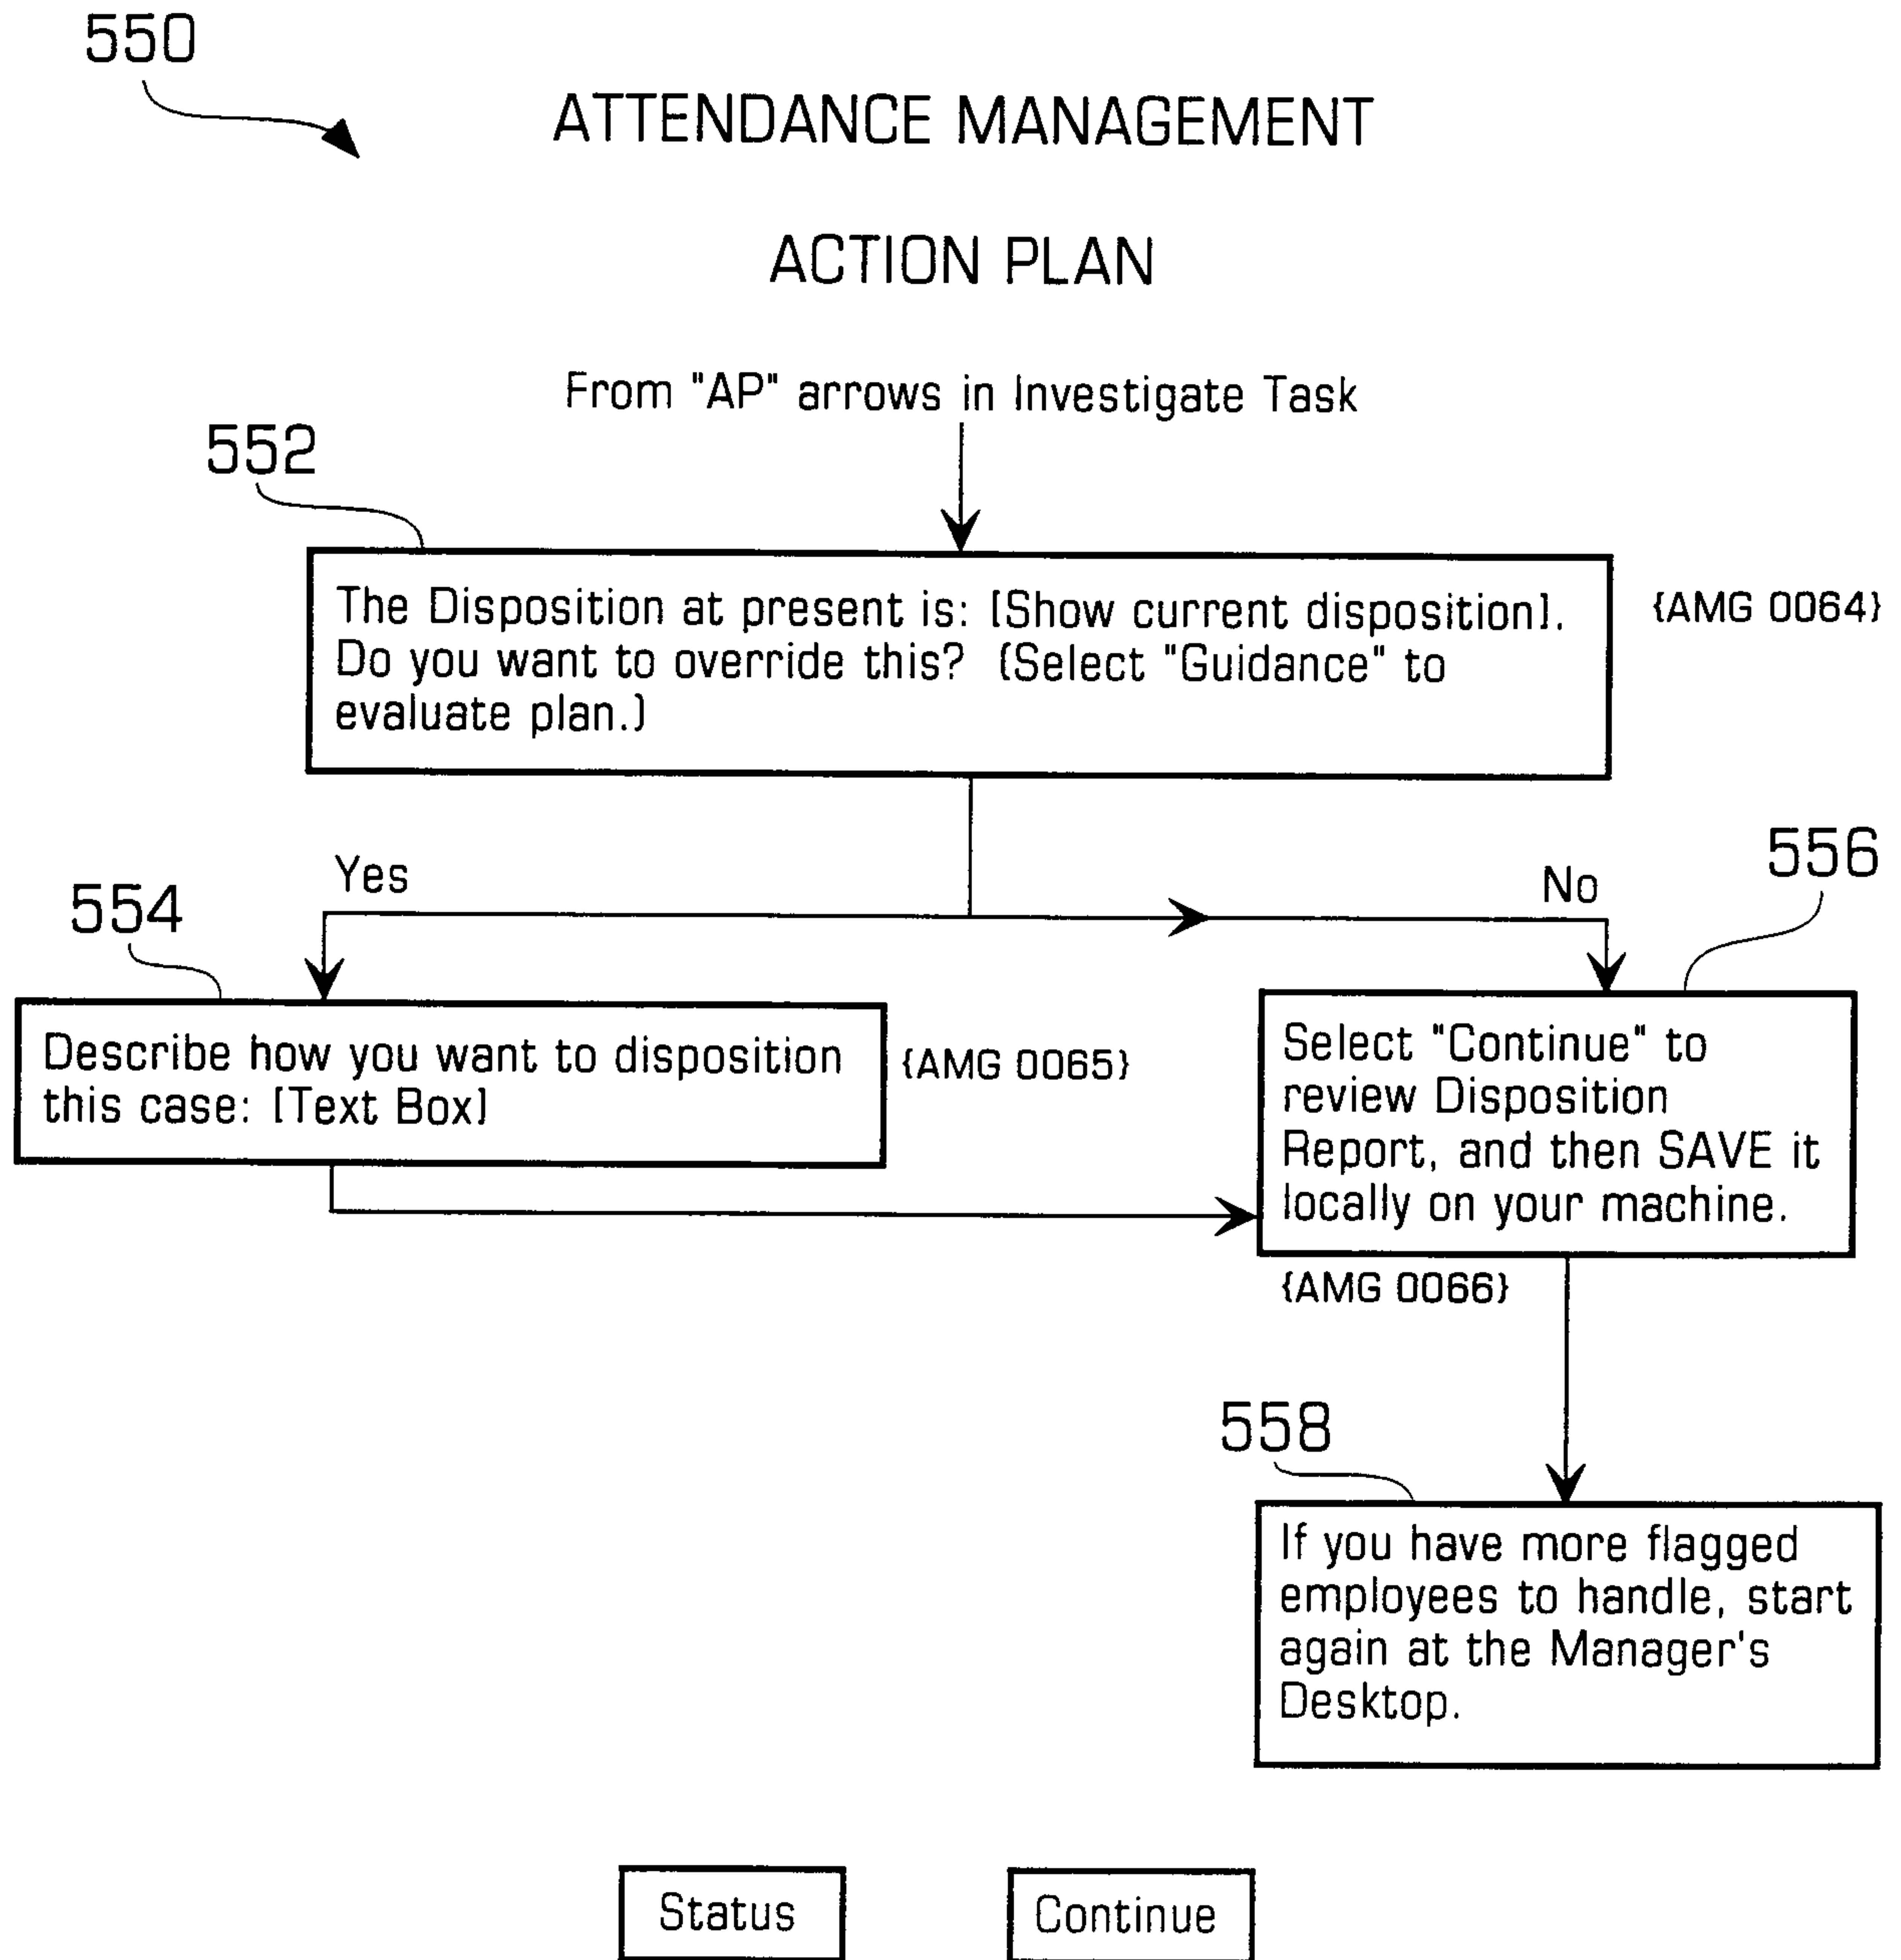 550
ATTENDANCE MANAGEMENT
ACTION PLAN
From "AP" arrows in Investigate Task
552
The Disposition at present is: [Show current disposition].
Do you want to override this? (Select "Guidance" to
evaluate plan.)
{AMG 0064}
Yes
No
554
556
Describe how you want to disposition
this case: [Text Box]
{AMG 0065}
Select "Continue" to
review Disposition
Report, and then SAVE it
locally on your machine.
{AMG 0066}
558
If you have more flagged
employees to handle, start
again at the Manager's
Desktop.
Status
Continue